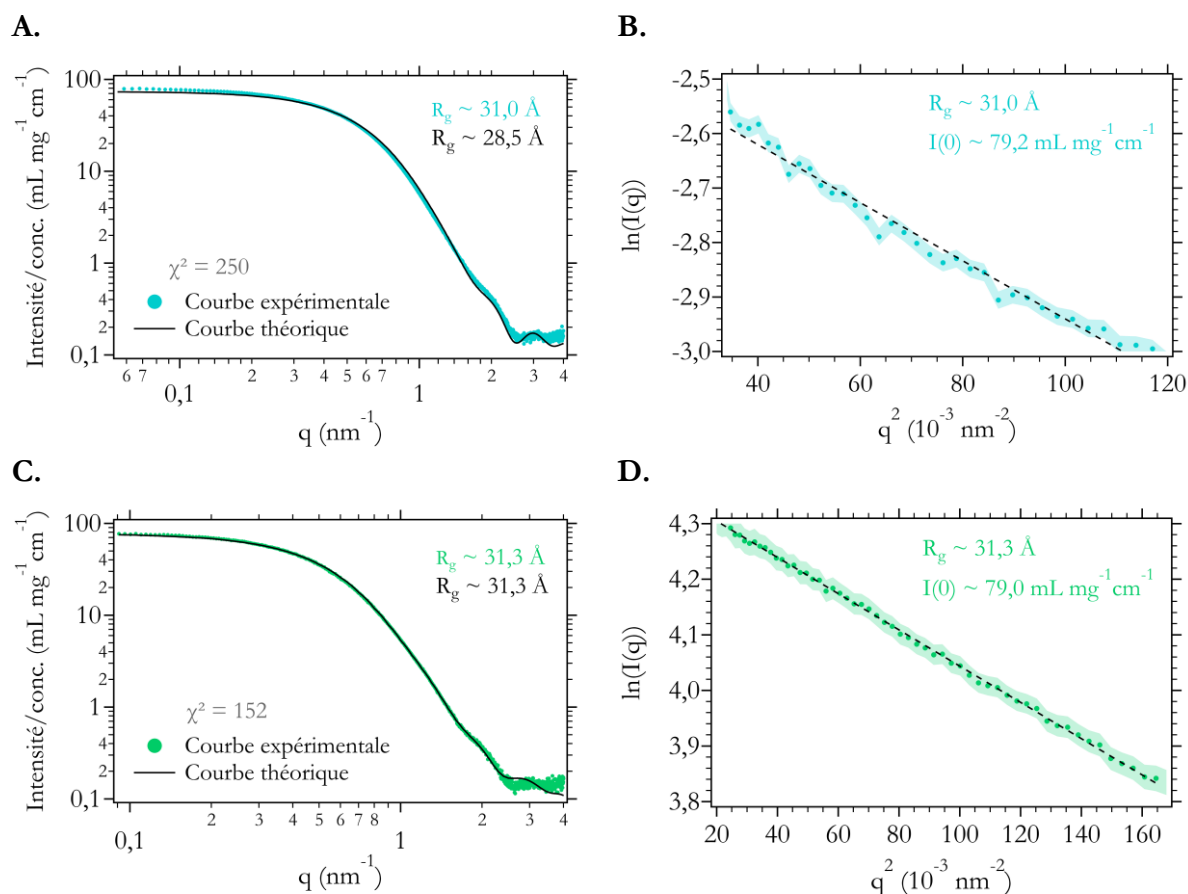 A.
Intensité/conc. (mL mg⁻¹ cm⁻¹)
100
4
2
10
4
2
1
4
2
0,1
R_g ~ 31,0 Å
R_g ~ 28,5 Å
χ² = 250
Courbe expérimentale
Courbe théorique
6 7 2 3 4 5 6 7 2 3 4
0,1 1
q (nm⁻¹)
B.
ln(I(q))
-2,5
-2,6
-2,7
-2,8
-2,9
-3,0
R_g ~ 31,0 Å
I(0) ~ 79,2 mL mg⁻¹cm⁻¹
40 60 80 100 120
q² (10⁻³ nm⁻²)
C.
Intensité/conc. (mL mg⁻¹ cm⁻¹)
100
4
2
10
4
2
1
4
2
0,1
R_g ~ 31,3 Å
R_g ~ 31,3 Å
χ² = 152
Courbe expérimentale
Courbe théorique
2 3 4 5 6 7 8 2 3 4
0,1 1
q (nm⁻¹)
D.
ln(I(q))
4,3
4,2
4,1
4,0
3,9
3,8
R_g ~ 31,3 Å
I(0) ~ 79,0 mL mg⁻¹cm⁻¹
20 40 60 80 100 120 140 160
q² (10⁻³ nm⁻²)